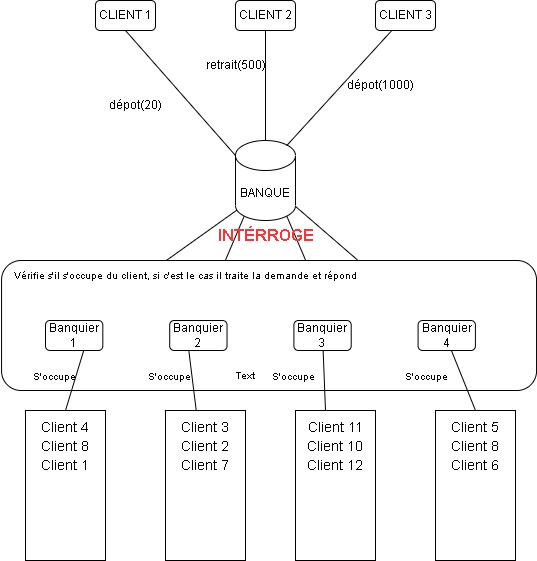 CLIENT 1
CLIENT 2
CLIENT 3
retrait(500)
dépot(1000)
dépot(20)
BANQUE
INTÉRROGE
Vérifie s'il s'occupe du client, si c'est le cas il traite la demande et répond
Banquier
1
Banquier
2
Banquier
3
Banquier
4
S'occupe
S'occupe
Text
S'occupe
S'occupe
Client 4
Client 8
Client 1
Client 3
Client 2
Client 7
Client 11
Client 10
Client 12
Client 5
Client 8
Client 6